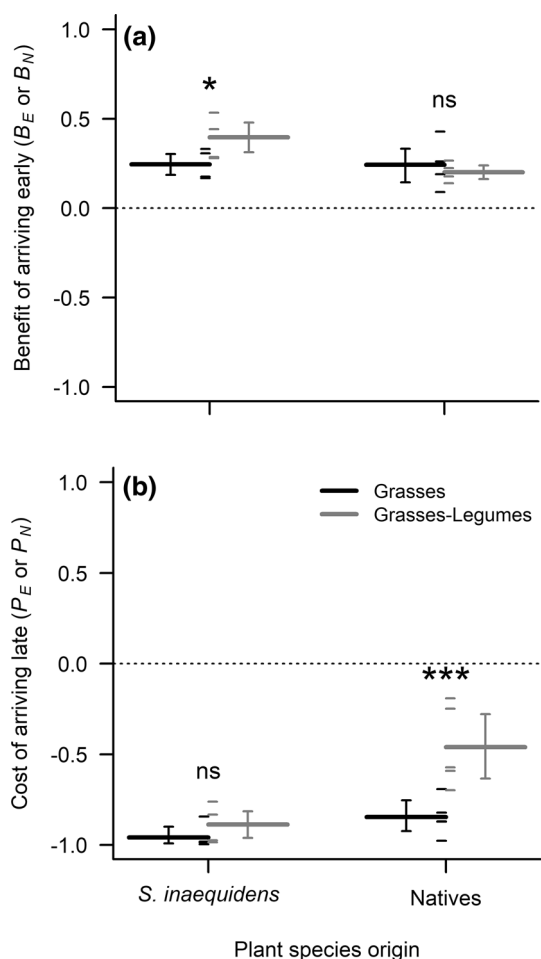 (a)
1.0
*
ns
0.5
0.0
-0.5
-1.0
Benefit of arriving early (B_E or B_N)
(b)
1.0
Grasses
Grasses-Legumes
0.5
0.0
***
-0.5
ns
-1.0
Cost of arriving late (P_E or P_N)
S. inaequidens Natives
Plant species origin